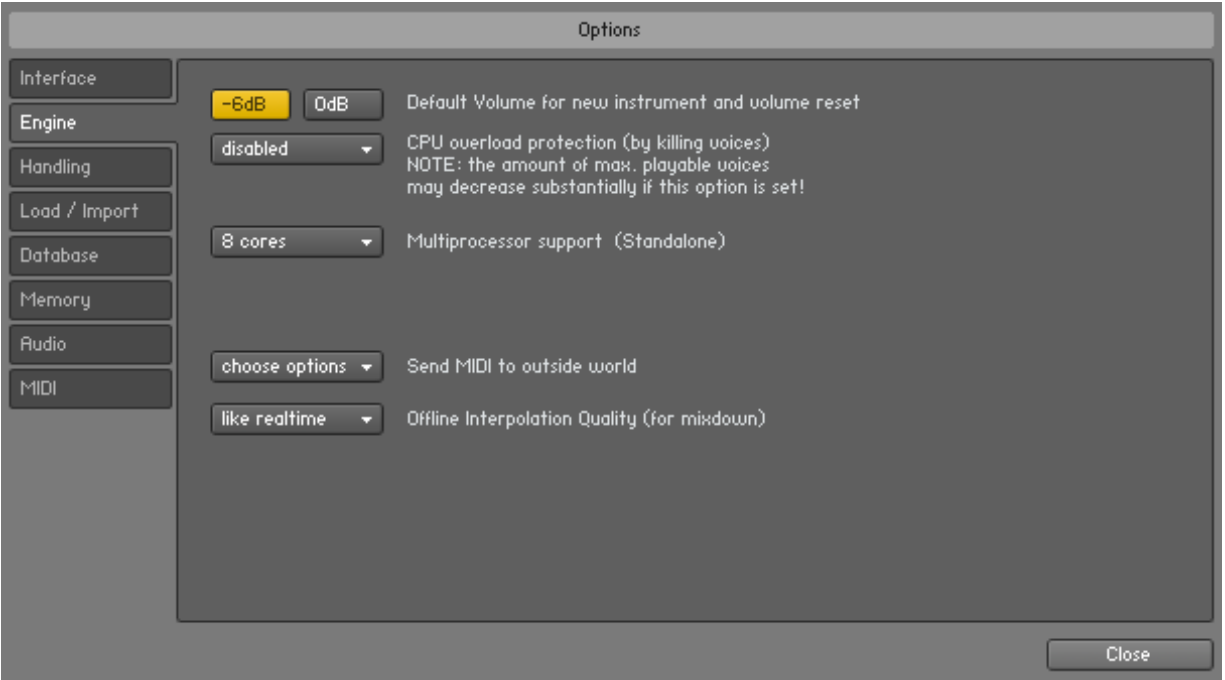 Options
Interface
Engine
Handling
Load / Import
Database
Memory
Audio
MIDI
-6dB 0dB Default Volume for new instrument and volume reset
disabled CPU overload protection (by killing voices)
NOTE: the amount of max. playable voices
may decrease substantially if this option is set!
8 cores Multiprocessor support (Standalone)
choose options Send MIDI to outside world
like realtime Offline Interpolation Quality (for mixdown)
Close